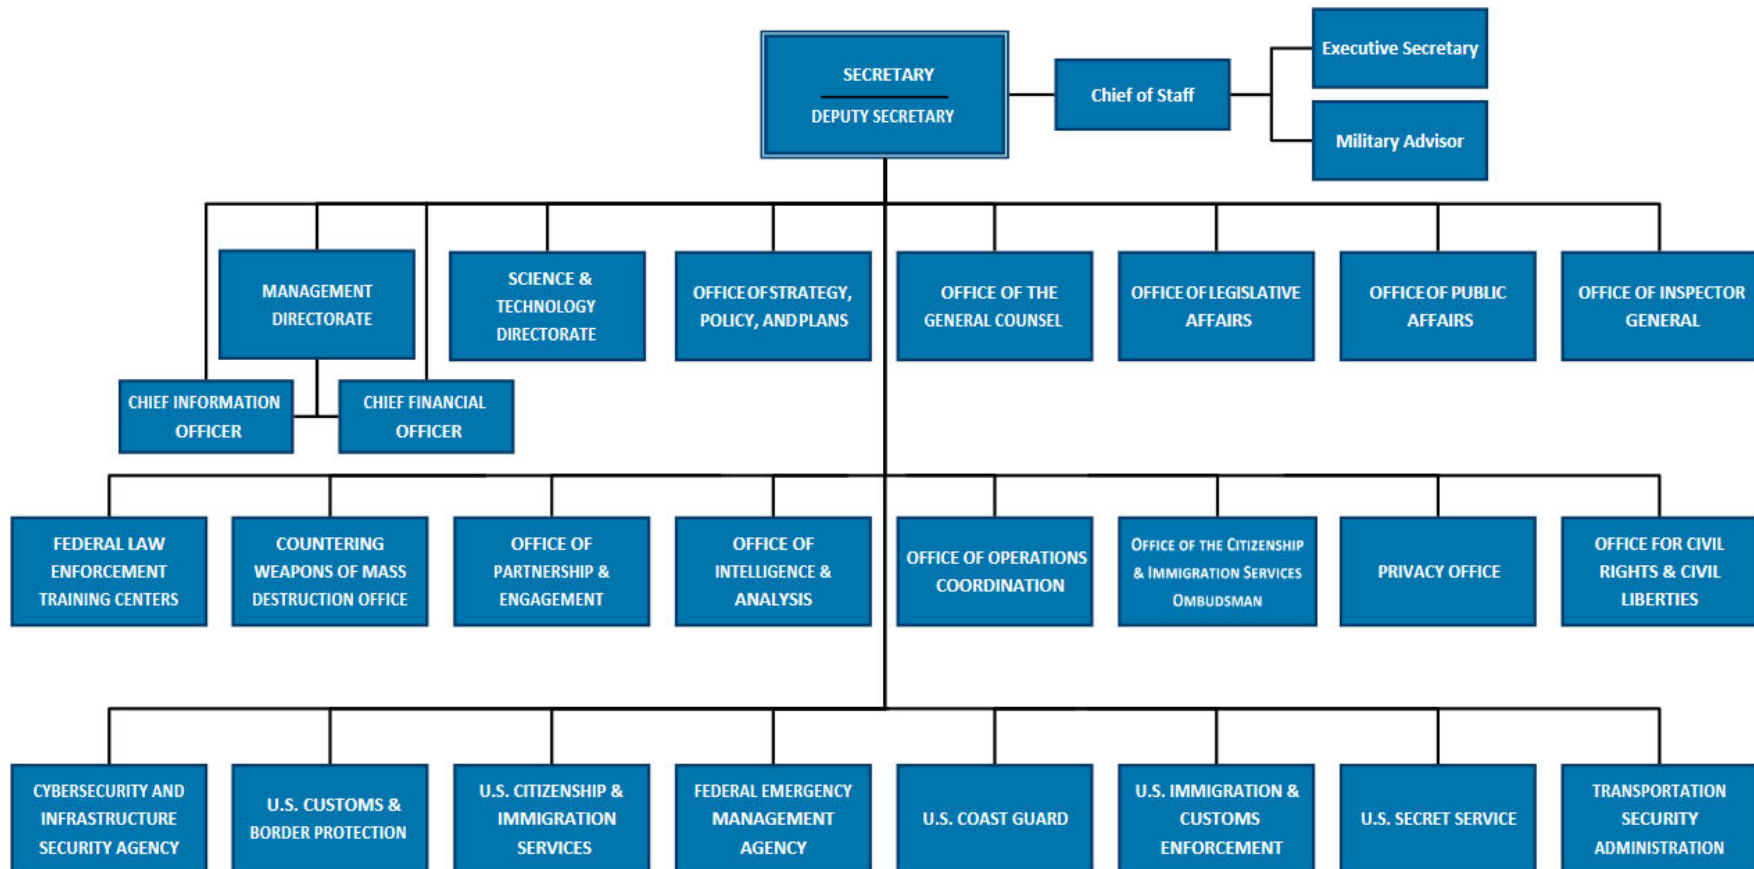 SECRETARY
DEPUTY SECRETARY
Chief of Staff
Executive Secretary
Military Advisor
MANAGEMENT
DIRECTORATE
SCIENCE &
TECHNOLOGY
DIRECTORATE
OFFICE OF STRATEGY,
POLICY, AND PLANS
OFFICE OF THE
GENERAL COUNSEL
OFFICE OF LEGISLATIVE
AFFAIRS
OFFICE OF PUBLIC
AFFAIRS
OFFICE OF INSPECTOR
GENERAL
CHIEF INFORMATION
OFFICER
CHIEF FINANCIAL
OFFICER
FEDERAL LAW
ENFORCEMENT
TRAINING CENTERS
COUNTERING
WEAPONS OF MASS
DESTRUCTION OFFICE
OFFICE OF
PARTNERSHIP &
ENGAGEMENT
OFFICE OF
INTELLIGENCE &
ANALYSIS
OFFICE OF OPERATIONS
COORDINATION
OFFICE OF THE CITIZENSHIP
& IMMIGRATION SERVICES
OMBUDSMAN
PRIVACY OFFICE
OFFICE FOR CIVIL
RIGHTS & CIVIL
LIBERTIES
CYBERSECURITY AND
INFRASTRUCTURE
SECURITY AGENCY
U.S. CUSTOMS &
BORDER PROTECTION
U.S. CITIZENSHIP &
IMMIGRATION
SERVICES
FEDERAL EMERGENCY
MANAGEMENT
AGENCY
U.S. COAST GUARD
U.S. IMMIGRATION &
CUSTOMS
ENFORCEMENT
U.S. SECRET SERVICE
TRANSPORTATION
SECURITY
ADMINISTRATION